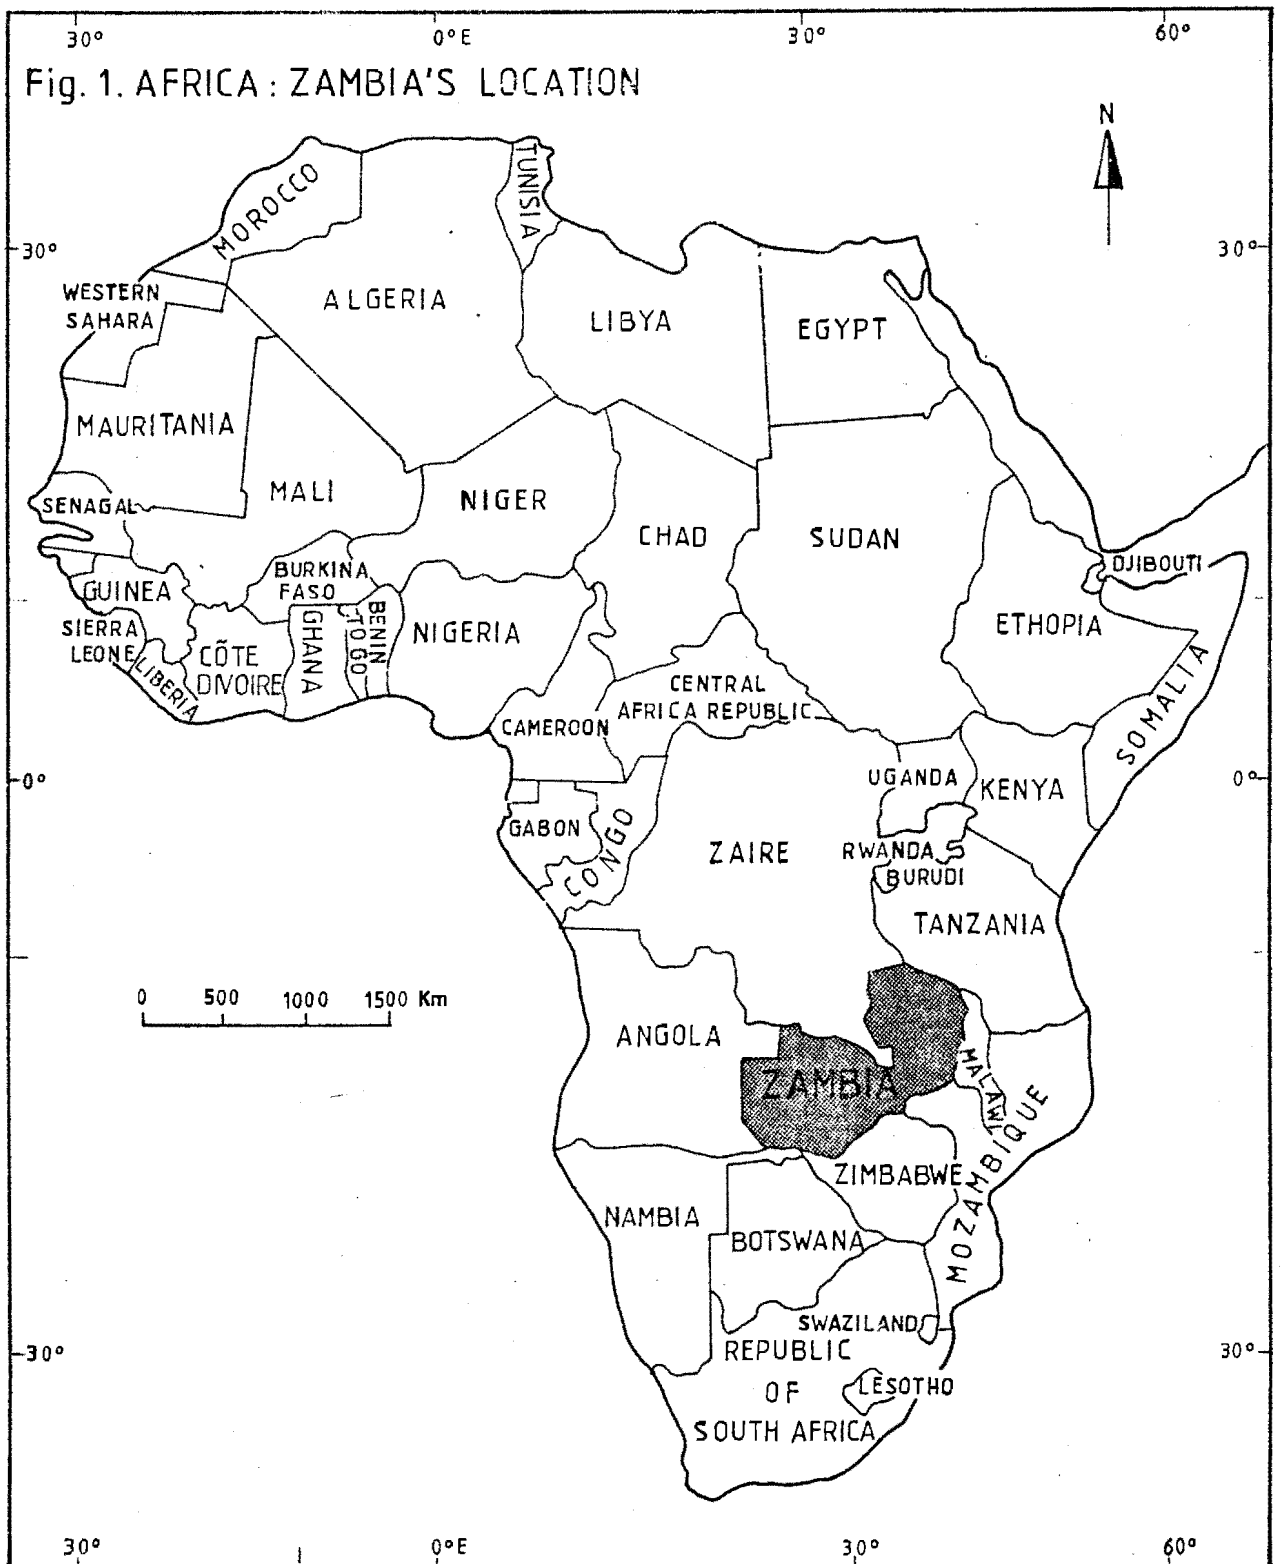 30° 0°E 30° 60°
Fig. 1. AFRICA : ZAMBIA'S LOCATION
N
MOROCCO
TUNISIA
30° 30°
WESTERN
SAHARA
ALGERIA
LIBYA
EGYPT
MAURITANIA
MALI
NIGER
SENAGAL
CHAD
SUDAN
DJIBOUTI
GUINEA
BURKINA
FASO
SIERRA
LEONE
LIBERIA
CÕTE
DIVOIRE
GHANA
TO GO
BENIN
NIGERIA
ETHOPIA
SOMALIA
CENTRAL
AFRICA REPUBLIC
CAMEROON
0° 0°
UGANDA
KENYA
GABON
CONGO
ZAIRE
RWANDA
BURUDI
TANZANIA
0 500 1000 1500 Km
ANGOLA
ZAMBIA
MALAWI
MOZAMBIQUE
ZIMBABWE
NAMBIA
BOTSWANA
SWAZILAND
30° 30°
REPUBLIC
OF
SOUTH AFRICA
LESOTHO
30° 0°E 30° 60°